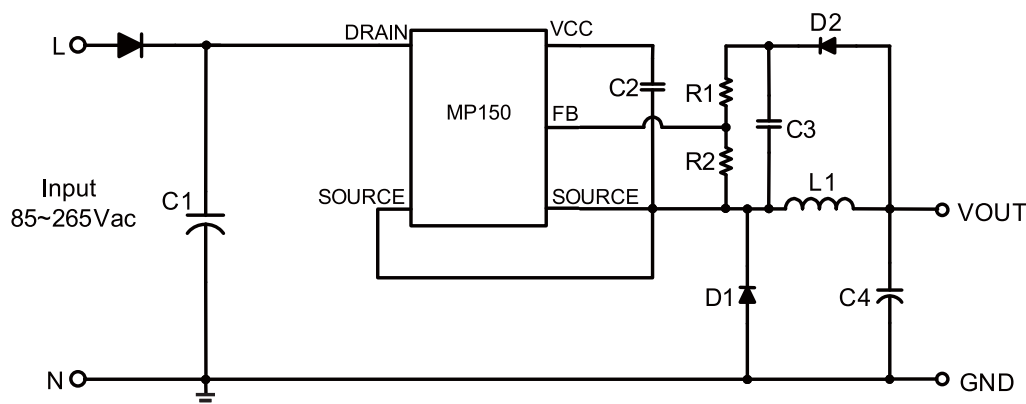 L
DRAIN
VCC
D2
C2
R1
MP150
FB
C3
R2
Input
85~265Vac
C1
SOURCE
SOURCE
L1
VOUT
D1
C4
N
GND